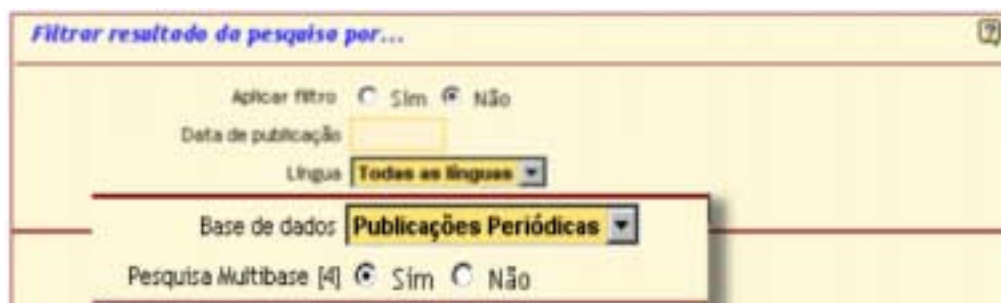 Filtrar resultado da pesquisa por... ?
Aplicar filtro Sim Não
Data de publicação
Língua Todas as línguas
Base de dados Publicações Periódicas
Pesquisa Multibase [4] Sim Não